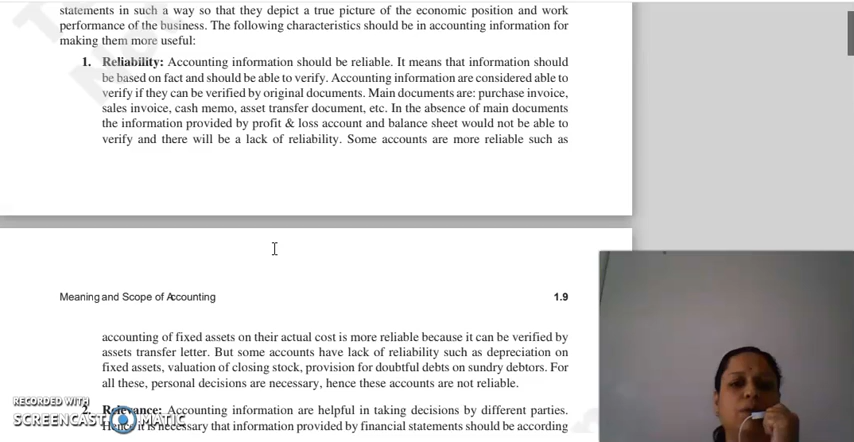 statements in such a way so that they depict a true picture of the economic position and work
performance of the business. The following characteristics should be in accounting information for
making them more useful:
1. Reliability: Accounting information should be reliable. It means that information should
be based on fact and should be able to verify. Accounting information are considered able to
verify if they can be verified by original documents. Main documents are: purchase invoice,
sales invoice, cash memo, asset transfer document, etc. In the absence of main documents
the information provided by profit & loss account and balance sheet would not be able to
verify and there will be a lack of reliability. Some accounts are more reliable such as
Meaning and Scope of Accounting 1.9
accounting of fixed assets on their actual cost is more reliable because it can be verified by
assets transfer letter. But some accounts have lack of reliability such as depreciation on
fixed assets, valuation of closing stock, provision for doubtful debts on sundry debtors. For
all these, personal decisions are necessary, hence these accounts are not reliable.
2. Relevance: Accounting information are helpful in taking decisions by different parties.
Hence it is necessary that information provided by financial statements should be according
RECORDED WITH
SCREENCAST MATIC